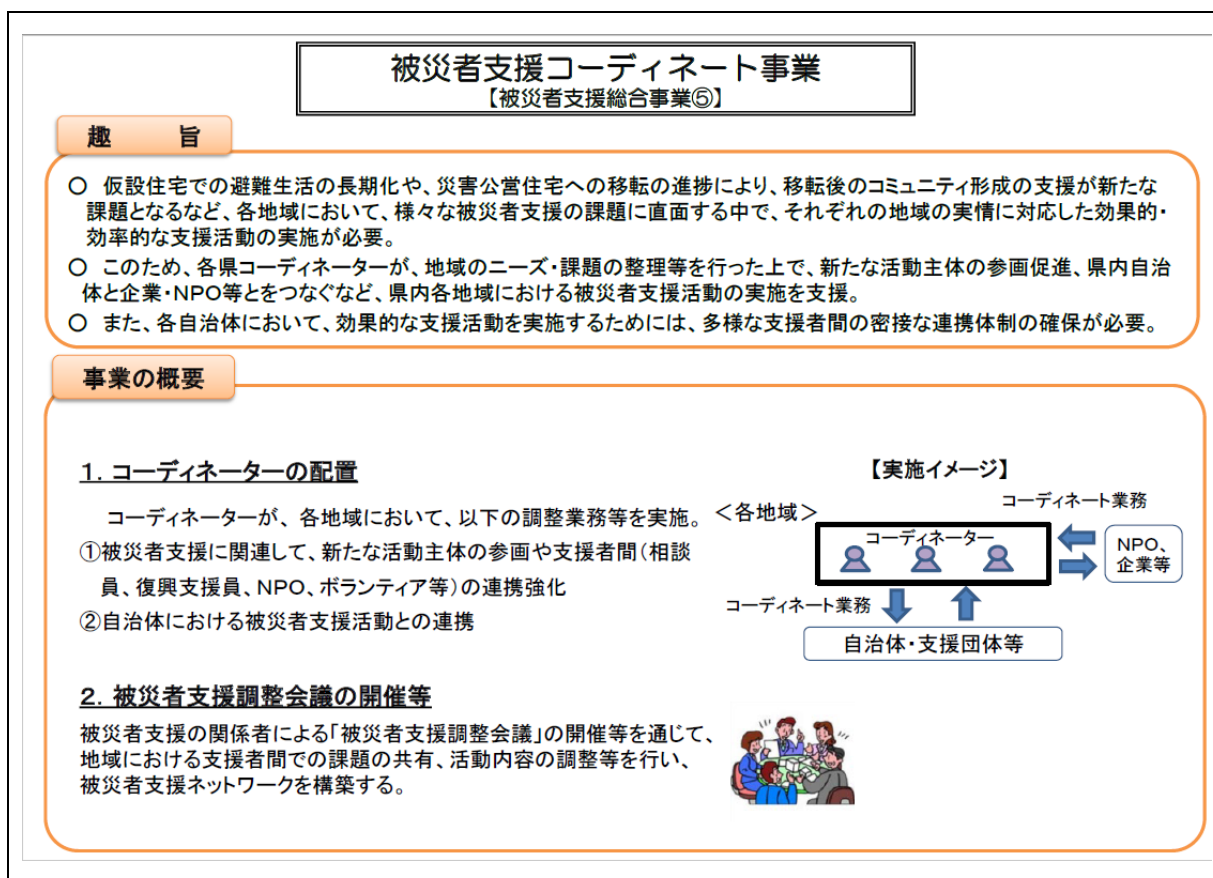 被災者支援コーディネート事業
【被災者支援総合事業⑤】
趣　　旨
○ 仮設住宅での避難生活の長期化や、災害公営住宅への移転の進捗により、移転後のコミュニティ形成の支援が新たな
課題となるなど、各地域において、様々な被災者支援の課題に直面する中で、それぞれの地域の実情に対応した効果的・
効率的な支援活動の実施が必要。
○ このため、各県コーディネーターが、地域のニーズ・課題の整理等を行った上で、新たな活動主体の参画促進、県内自治
体と企業・NPO等とをつなぐなど、県内各地域における被災者支援活動の実施を支援。
○ また、各自治体において、効果的な支援活動を実施するためには、多様な支援者間の密接な連携体制の確保が必要。
事業の概要
1．コーディネーターの配置
コーディネーターが、各地域において、以下の調整業務等を実施。
①被災者支援に関連して、新たな活動主体の参画や支援者間（相談
員、復興支援員、NPO、ボランティア等）の連携強化
②自治体における被災者支援活動との連携
【実施イメージ】
コーディネート業務
＜各地域＞
コーディネーター
NPO、
企業等
コーディネート業務
自治体・支援団体等
2．被災者支援調整会議の開催等
被災者支援の関係者による「被災者支援調整会議」の開催等を通じて、
地域における支援者間での課題の共有、活動内容の調整等を行い、
被災者支援ネットワークを構築する。